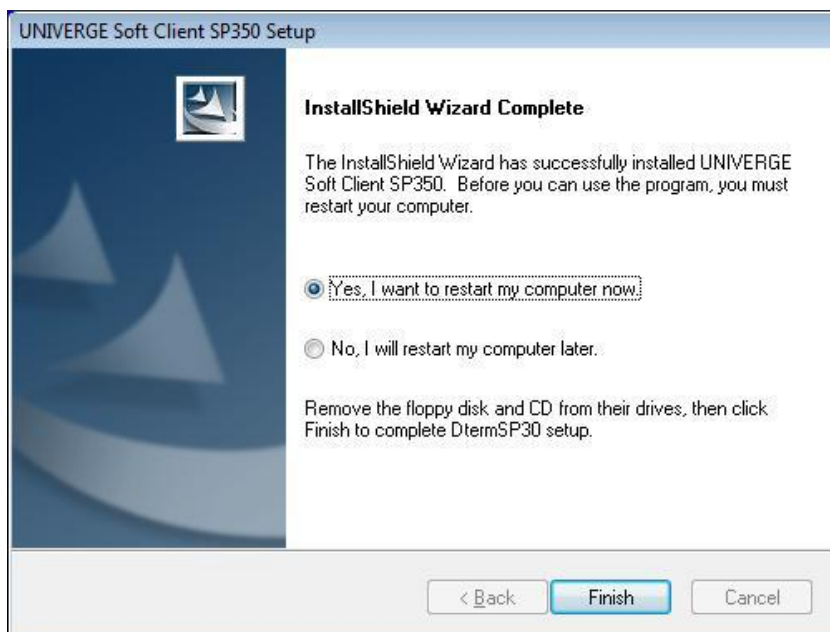 UNIVERGE Soft Client SP350 Setup
InstallShield Wizard Complete
The InstallShield Wizard has successfully installed UNIVERGE
Soft Client SP350. Before you can use the program, you must
restart your computer.
Yes, I want to restart my computer now.
No, I will restart my computer later.
Remove the floppy disk and CD from their drives, then click
Finish to complete DtermSP30 setup.
< Back Finish Cancel